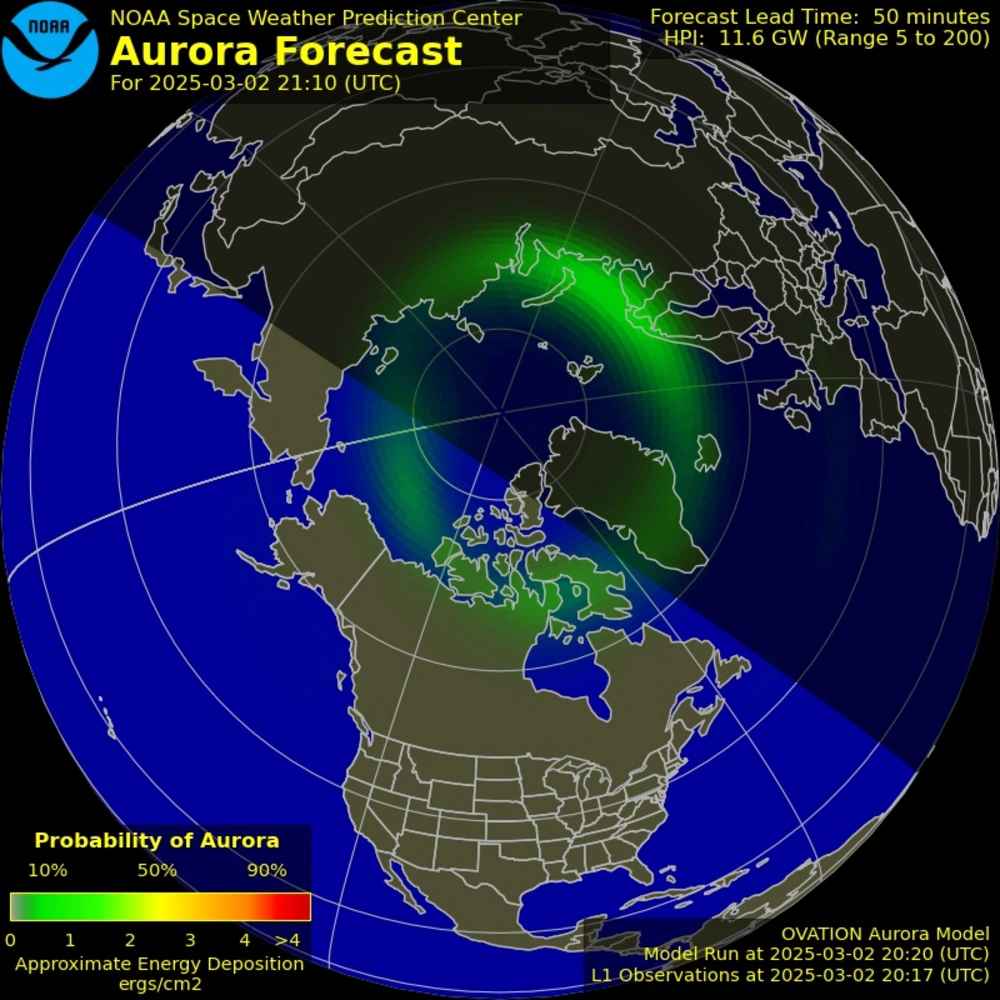 NOAA
NOAA Space Weather Prediction Center
Aurora Forecast
For 2025-03-02 21:10 (UTC)
Forecast Lead Time: 50 minutes
HPI: 11.6 GW (Range 5 to 200)
Probability of Aurora
10% 50% 90%
0 1 2 3 4 >4
Approximate Energy Deposition
ergs/cm2
OVATION Aurora Model
Model Run at 2025-03-02 20:20 (UTC)
L1 Observations at 2025-03-02 20:17 (UTC)